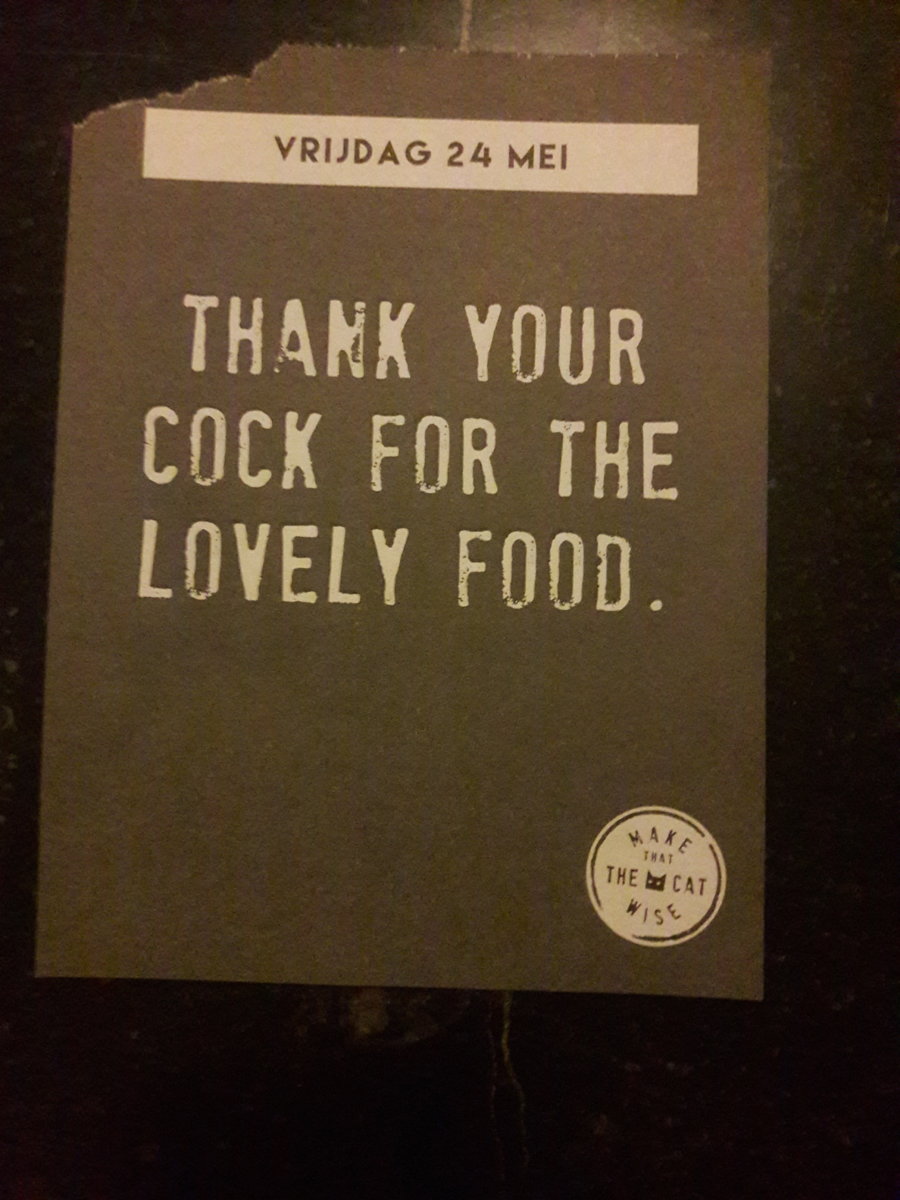 VRIJDAG 24 MEI
THANK YOUR
COCK FOR THE
LOVELY FOOD.
MAKE
THAT
THE CAT
WISE